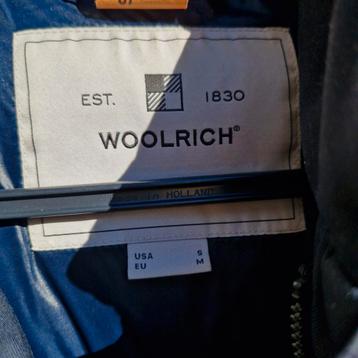 EST. 1830
WOOLRICH®
HOLLAND
USA S
EU M